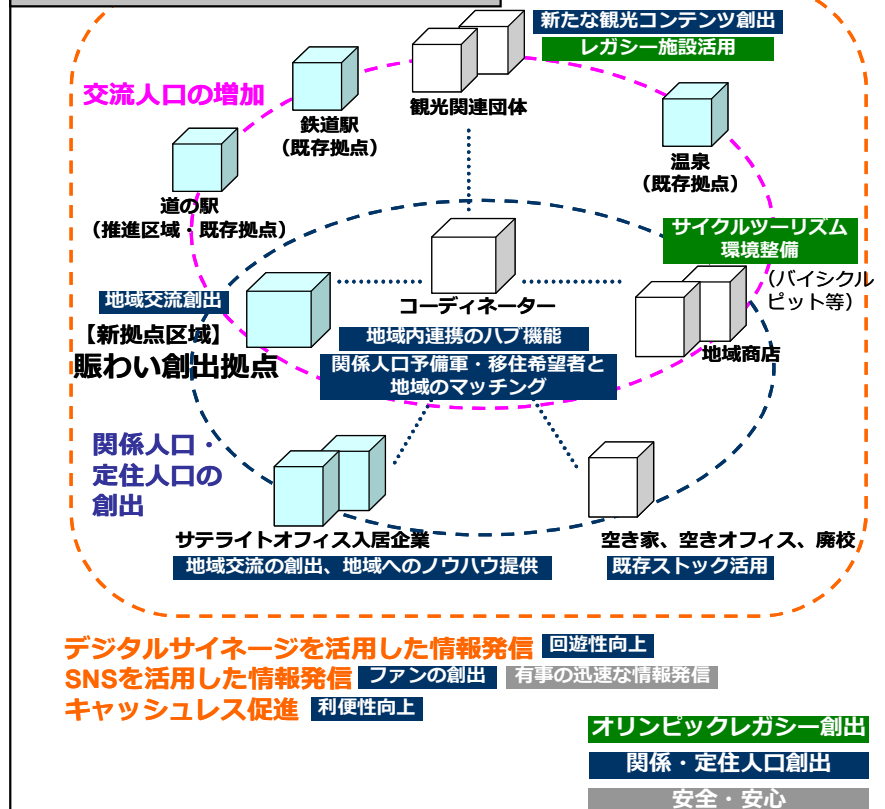 新たな観光コンテンツ創出
レガシー施設活用
交流人口の増加
観光関連団体
鉄道駅
（既存拠点）
温泉
（既存拠点）
道の駅
（推進区域・既存拠点）
サイクルツーリズム
環境整備
（バイシクル
ピット等）
地域交流創出
コーディネーター
【新拠点区域】
賑わい創出拠点
地域内連携のハブ機能
地域商店
関係人口予備軍・移住希望者と
地域のマッチング
関係人口・
定住人口の
創出
サテライトオフィス入居企業
地域交流の創出、地域へのノウハウ提供
空き家、空きオフィス、廃校
既存ストック活用
デジタルサイネージを活用した情報発信 回遊性向上
SNSを活用した情報発信 ファンの創出 有事の迅速な情報発信
キャッシュレス促進 利便性向上
オリンピックレガシー創出
関係・定住人口創出
安全・安心